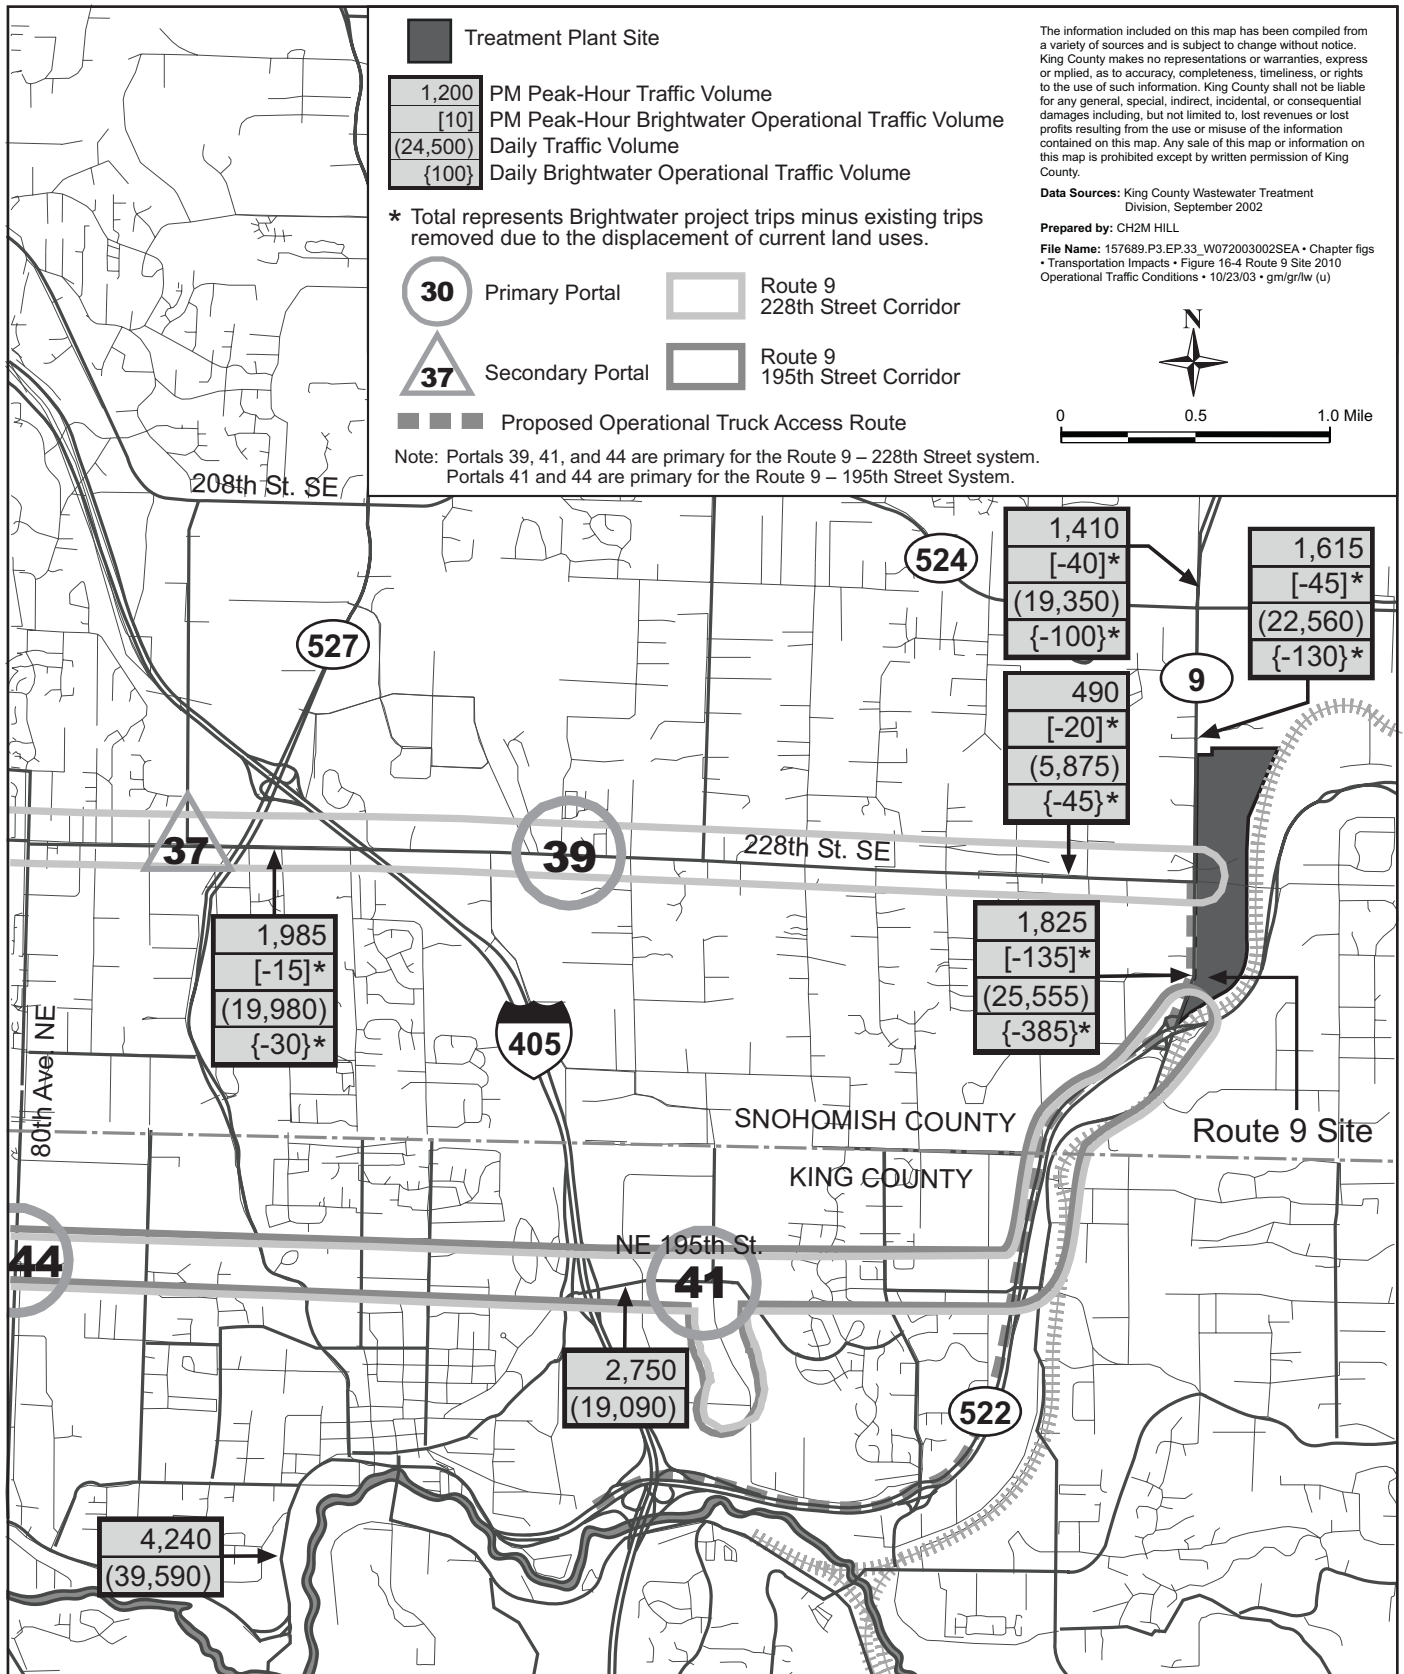 Treatment Plant Site
1,200 PM Peak-Hour Traffic Volume
[10] PM Peak-Hour Brightwater Operational Traffic Volume
(24,500) Daily Traffic Volume
{100} Daily Brightwater Operational Traffic Volume
* Total represents Brightwater project trips minus existing trips
removed due to the displacement of current land uses.
30 Primary Portal
Route 9
228th Street Corridor
37 Secondary Portal
Route 9
195th Street Corridor
Proposed Operational Truck Access Route
Note: Portals 39, 41, and 44 are primary for the Route 9 – 228th Street system.
Portals 41 and 44 are primary for the Route 9 – 195th Street System.
The information included on this map has been compiled from
a variety of sources and is subject to change without notice.
King County makes no representations or warranties, express
or mplied, as to accuracy, completeness, timeliness, or rights
to the use of such information. King County shall not be liable
for any general, special, indirect, incidental, or consequential
damages including, but not limited to, lost revenues or lost
profits resulting from the use or misuse of the information
contained on this map. Any sale of this map or information on
this map is prohibited except by written permission of King
County.
Data Sources: King County Wastewater Treatment
Division, September 2002
Prepared by: CH2M HILL
File Name: 157689.P3.EP.33_W072003002SEA • Chapter figs
• Transportation Impacts • Figure 16-4 Route 9 Site 2010
Operational Traffic Conditions • 10/23/03 • gm/gr/lw (u)
N
0 0.5 1.0 Mile
208th St. SE
524
1,410
[-40]*
(19,350)
{-100}*
1,615
[-45]*
(22,560)
{-130}*
527
9
490
[-20]*
(5,875)
{-45}*
37
39
228th St. SE
1,985
[-15]*
(19,980)
{-30}*
1,825
[-135]*
(25,555)
{-385}*
405
80th Ave. NE
SNOHOMISH COUNTY
Route 9 Site
KING COUNTY
44
NE 195th St.
41
2,750
(19,090)
522
4,240
(39,590)